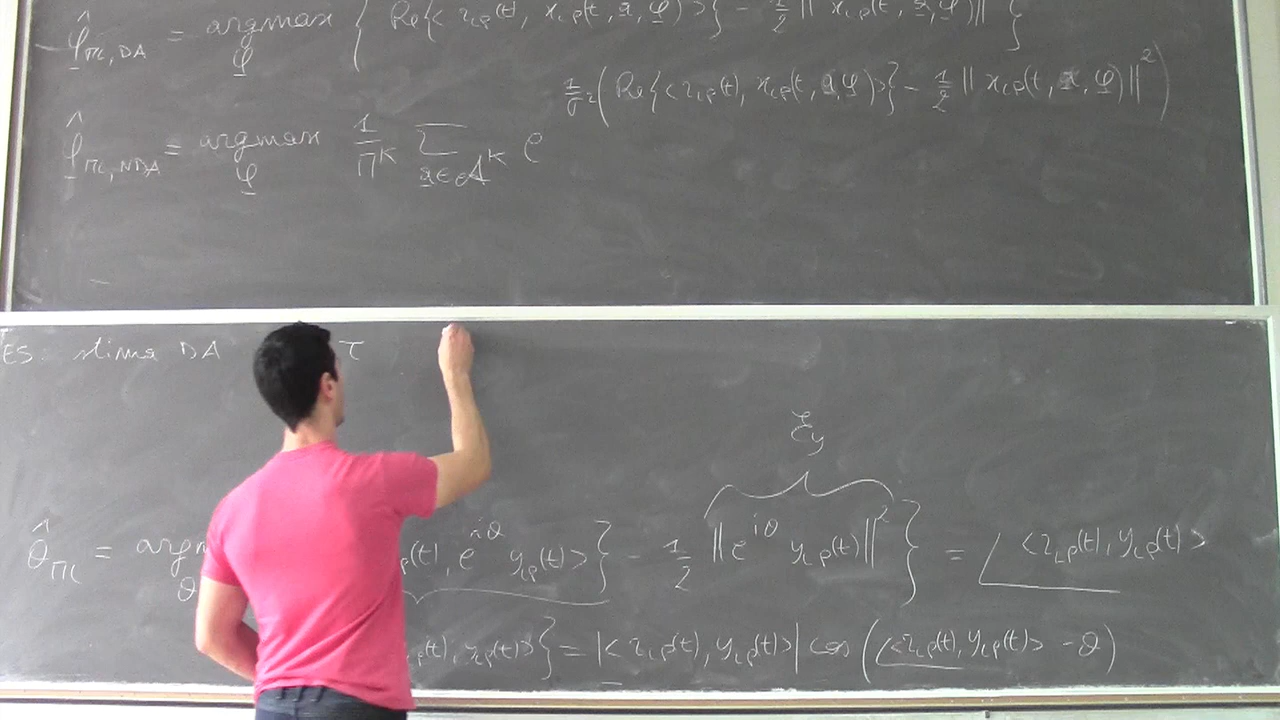 φ̂_ML,DA = argmax_φ { Re{< r_LP(t), x_LP(t, a, φ) >} - 1/2 || x_LP(t, a, φ) || }
φ̂_ML,NDA = argmax_φ 1/M^K Σ_{a∈A^K} e^{1/σ² ( Re{< r_LP(t), x_LP(t, a, φ) >} - 1/2 || x_LP(t, a, φ) ||² )}
ES: stima DA τ
ξ_y
θ̂_ML = argm θ (t), e^{iθ} y_LP(t) >} - 1/2 || e^{iθ} y_LP(t) ||² } = ∠ < r_LP(t), y_LP(t) >
(t), y_LP(t) >} = |< r_LP(t), y_LP(t) >| cos (∠ < r_LP(t), y_LP(t) > - θ)